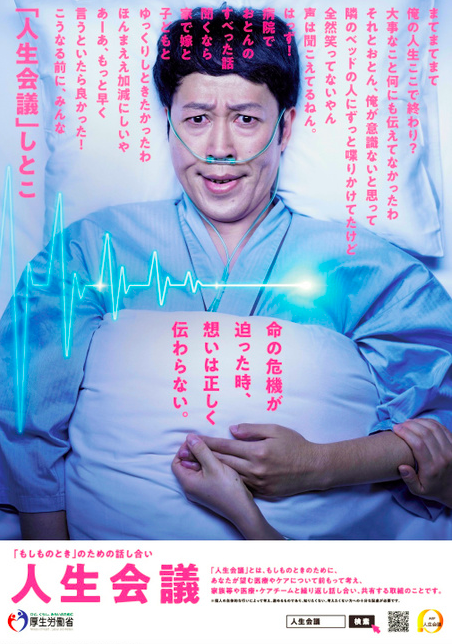 まてまてまて
俺の人生ここで終わり？
大事なこと何にも伝えてなかったわ
それとおとん、俺が意識ないと思って
隣のベッドの人にずっと喋りかけてたけど
全然笑ってないやん
声は聞こえてるねん。
はっず！
病院で
おとんの
すべった話
聞くなら
家で嫁と
子どもと
ゆっくりしときたかったわ
ほんまええ加減にしいや
あーあ、もっと早く
言うといたら良かった！
こうなる前に、みんな
「人生会議」しとこ
命の危機が
迫った時、
想いは正しく
伝わらない。
「もしものとき」のための話し合い
人生会議
「人生会議」とは、もしものときのために、
あなたが望む医療やケアについて前もって考え、
家族等や医療・ケアチームと繰り返し話し合い、共有する取組のことです。
ひと、くらし、みらいのために
厚生労働省
人生会議
検索
人生会議